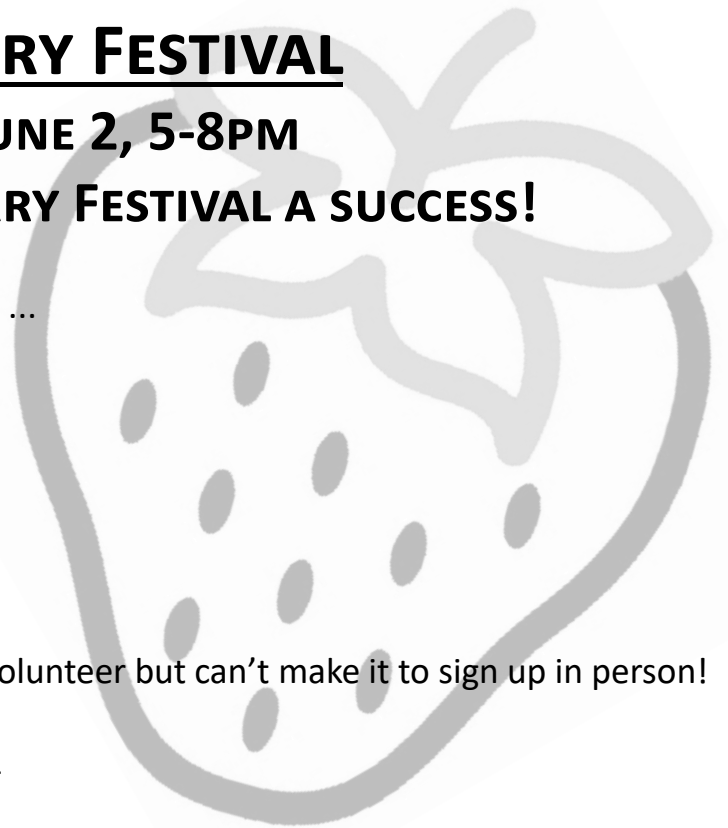 RY FESTIVAL
UNE 2, 5-8PM
RY FESTIVAL A SUCCESS!
...
olunteer but can't make it to sign up in person!
.